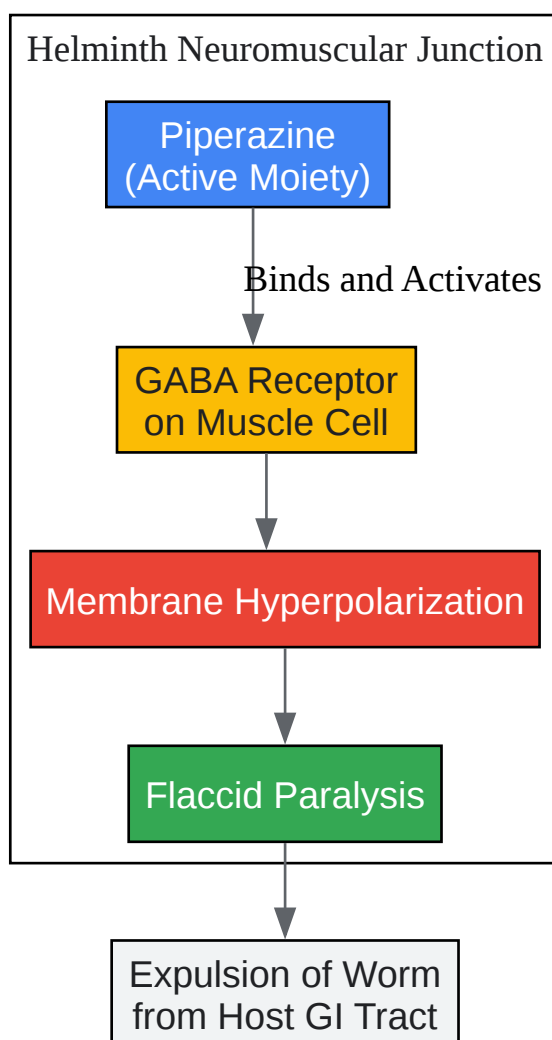 Helminth Neuromuscular Junction
Piperazine
(Active Moiety)
Binds and Activates
GABA Receptor
on Muscle Cell
Membrane Hyperpolarization
Flaccid Paralysis
Expulsion of Worm
from Host GI Tract